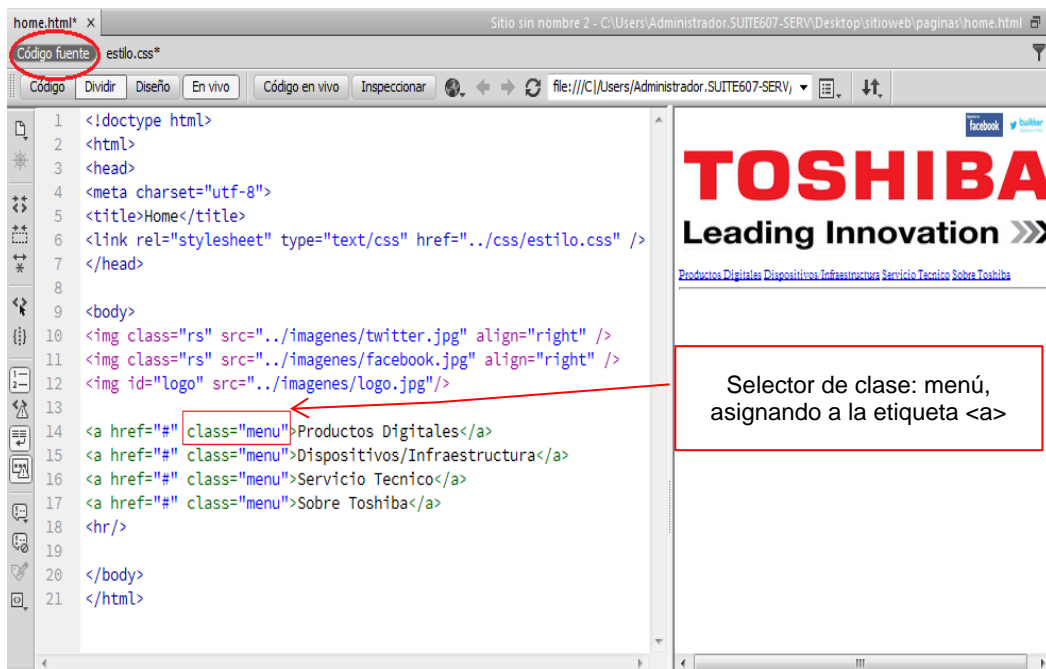 home.html* ×
Sitio sin nombre 2 - C:\Users\Administrador.SUITE607-SERV\Desktop\sitioweb\paginas\home.html
Código fuente estilo.css*
Código Dividir Diseño En vivo Código en vivo Inspeccionar file:///C|/Users/Administrador.SUITE607-SERV/
1 <!doctype html>
2 <html>
3 <head>
4 <meta charset="utf-8">
5 <title>Home</title>
6 <link rel="stylesheet" type="text/css" href="../css/estilo.css" />
7 </head>
8
9 <body>
10 <img class="rs" src="../imagenes/twitter.jpg" align="right" />
11 <img class="rs" src="../imagenes/facebook.jpg" align="right" />
12 <img id="logo" src="../imagenes/logo.jpg"/>
13
14 <a href="#" class="menu">Productos Digitales</a>
15 <a href="#" class="menu">Dispositivos/Infraestructura</a>
16 <a href="#" class="menu">Servicio Tecnico</a>
17 <a href="#" class="menu">Sobre Toshiba</a>
18 <hr/>
19
20 </body>
21 </html>
facebook twitter
TOSHIBA
Leading Innovation
Productos Digitales Dispositivos/Infraestructura Servicio Tecnico Sobre Toshiba
Selector de clase: menú,
asignando a la etiqueta <a>